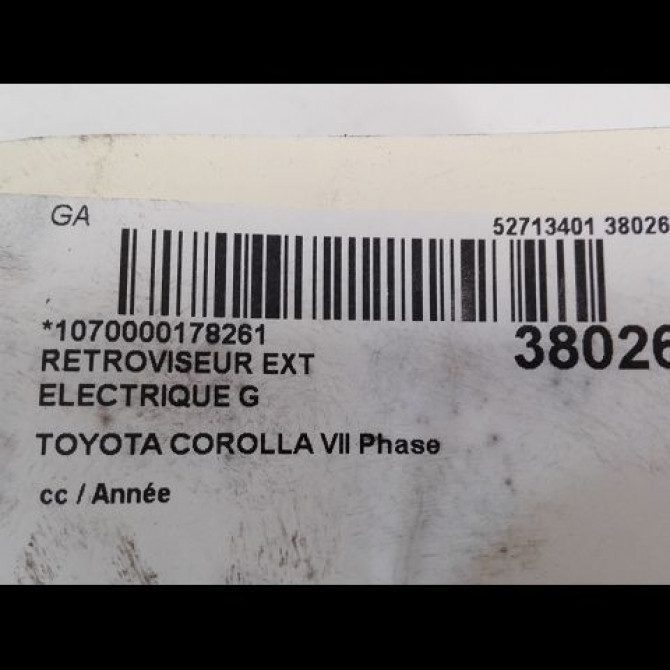 GA
52713401 38026
*1070000178261
38026
RETROVISEUR EXT
ELECTRIQUE G
TOYOTA COROLLA VII Phase
cc / Année